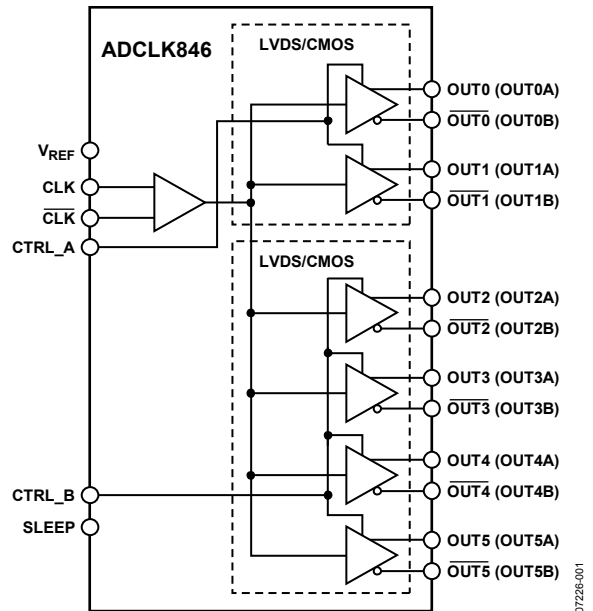 ADCLK846
LVDS/CMOS
OUT0 (OUT0A)
OUT0 (OUT0B)
VREF
OUT1 (OUT1A)
CLK
OUT1 (OUT1B)
CLK
CTRL_A
LVDS/CMOS
OUT2 (OUT2A)
OUT2 (OUT2B)
OUT3 (OUT3A)
OUT3 (OUT3B)
OUT4 (OUT4A)
CTRL_B
OUT4 (OUT4B)
SLEEP
OUT5 (OUT5A)
OUT5 (OUT5B)
07226-001